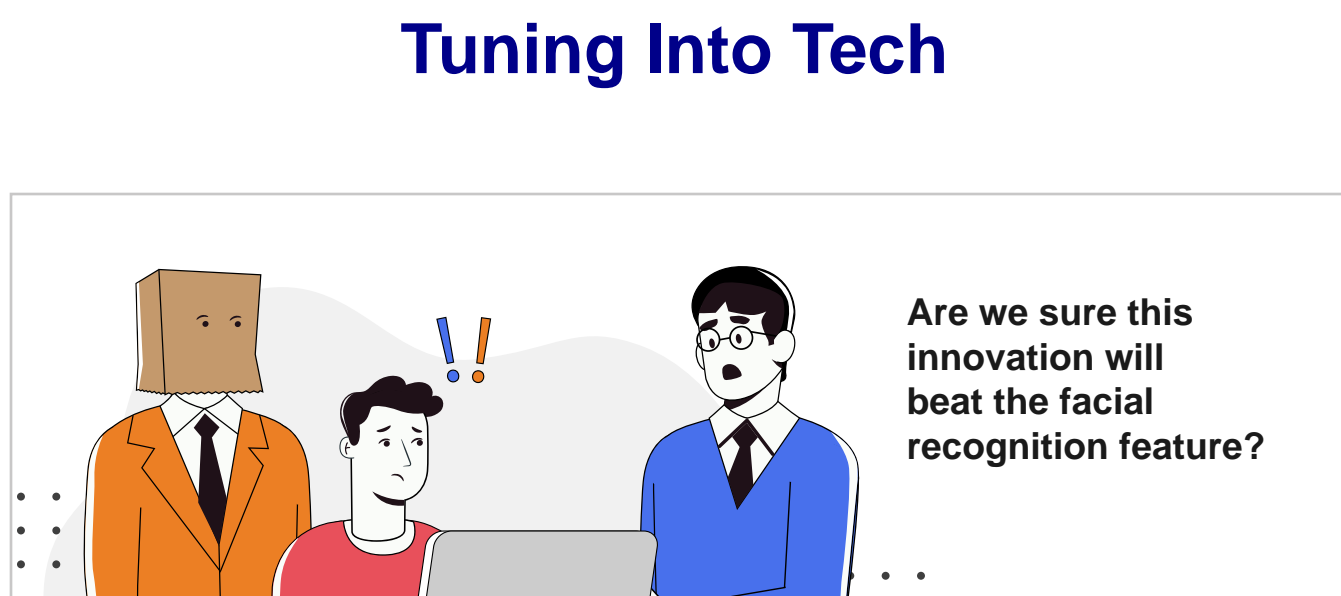 Tuning Into Tech
Are we sure this
innovation will
beat the facial
recognition feature?